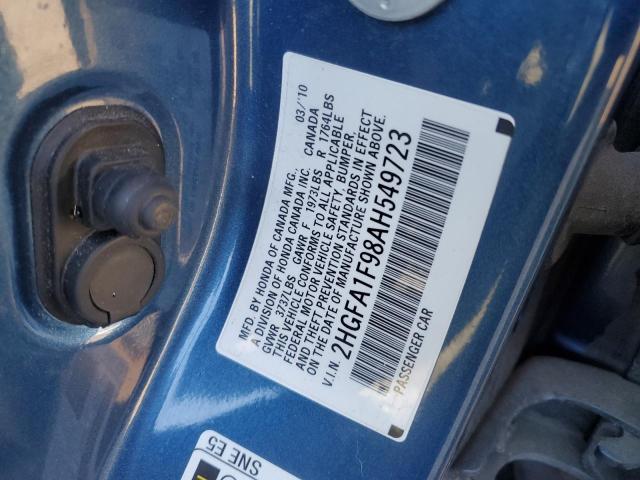 MFD BY HONDA OF CANADA MFG.,
A DIVISION OF HONDA CANADA INC. CANADA 03/'10
GVWR 3737LBS GAWR F 1973LBS R 1764LBS
THIS VEHICLE CONFORMS TO ALL APPLICABLE
FEDERAL MOTOR VEHICLE SAFETY, BUMPER,
AND THEFT PREVENTION STANDARDS IN EFFECT
ON THE DATE OF MANUFACTURE SHOWN ABOVE.
V.I.N. 2HGFA1F98AH549723
PASSENGER CAR
SNE E5